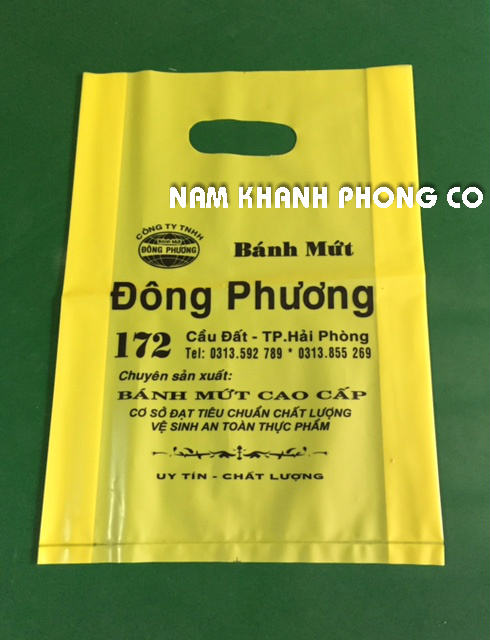 NAM KHANH PHONG CO
CÔNG TY TNHH
BÁNH MỨT
ĐÔNG PHƯƠNG
Bánh Mứt
Đông Phương
172 Cầu Đất - TP.Hải Phòng
Tel: 0313.592 789 * 0313.855 269
Chuyên sản xuất:
BÁNH MỨT CAO CẤP
CƠ SỞ ĐẠT TIÊU CHUẨN CHẤT LƯỢNG
VỆ SINH AN TOÀN THỰC PHẨM
UY TÍN - CHẤT LƯỢNG